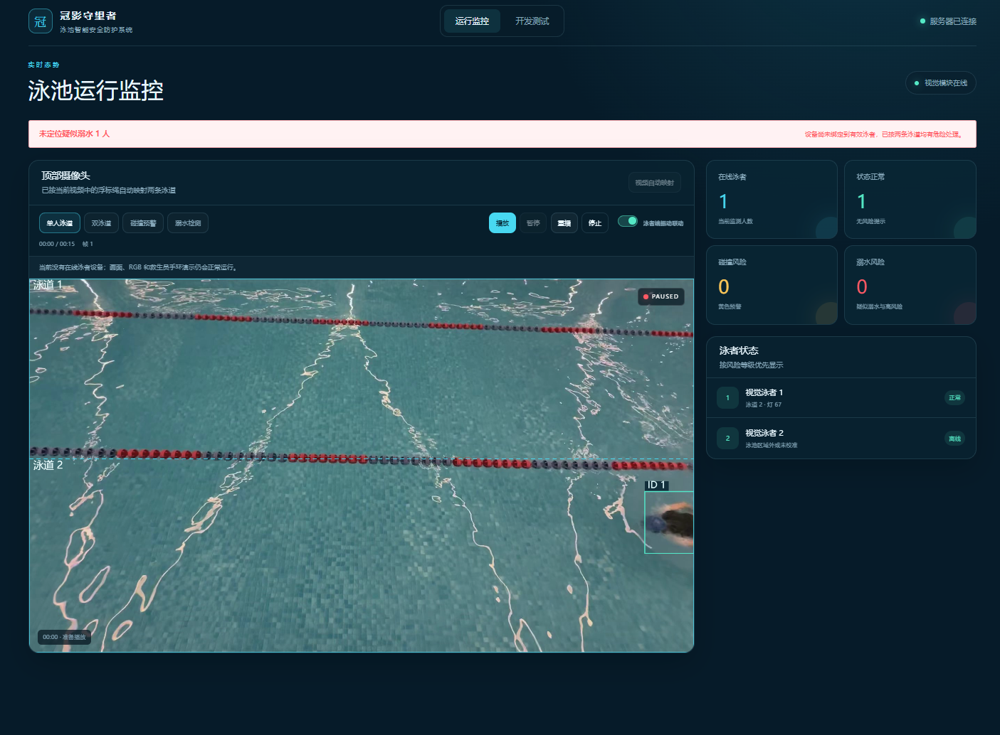 冠
冠影守望者
泳池智能安全防护系统
运行监控
开发测试
服务器已连接
实时态势
泳池运行监控
视觉模块在线
未定位疑似溺水 1 人
设备尚未绑定到有效泳者，已按两条泳道均有危险处理。
顶部摄像头
已按当前视频中的浮标绳自动映射两条泳道
视频自动映射
单人泳道
双泳道
碰撞预警
溺水检测
播放
暂停
重播
停止
泳者端振动联动
00:00 / 00:15 帧 1
当前没有在线泳者设备；画面、RGB 和救生员手环演示仍会正常运行。
泳道 1
PAUSED
泳道 2
ID 1
00:00 · 准备播放
在线泳者
1
当前监测人数
状态正常
1
无风险提示
碰撞风险
0
黄色预警
溺水风险
0
疑似溺水与高风险
泳者状态
按风险等级优先显示
1
视觉泳者 1
泳道 2 · 灯 67
正常
2
视觉泳者 2
泳池区域外或未校准
离线